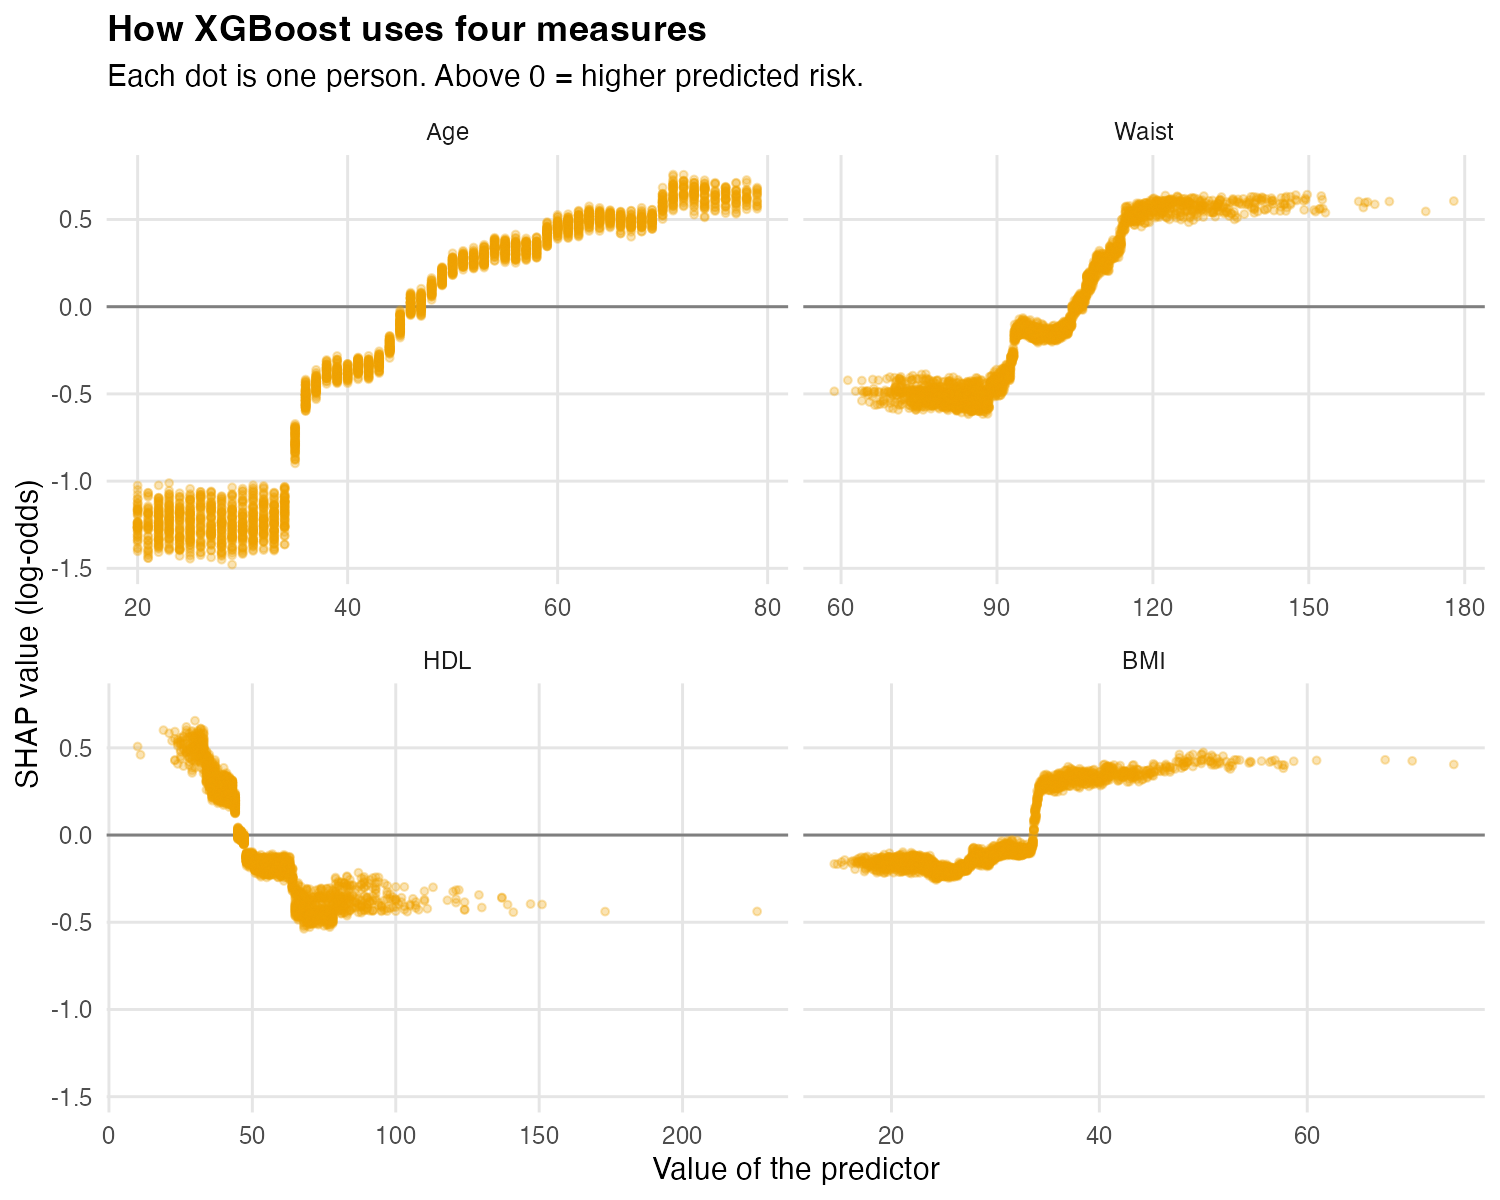 How XGBoost uses four measures
Each dot is one person. Above 0 = higher predicted risk.
Age
Waist
0.5
0.0
-0.5
-1.0
-1.5
20 40 60 80
60 90 120 150 180
SHAP value (log-odds)
HDL
BMI
0.5
0.0
-0.5
-1.0
-1.5
0 50 100 150 200
20 40 60
Value of the predictor